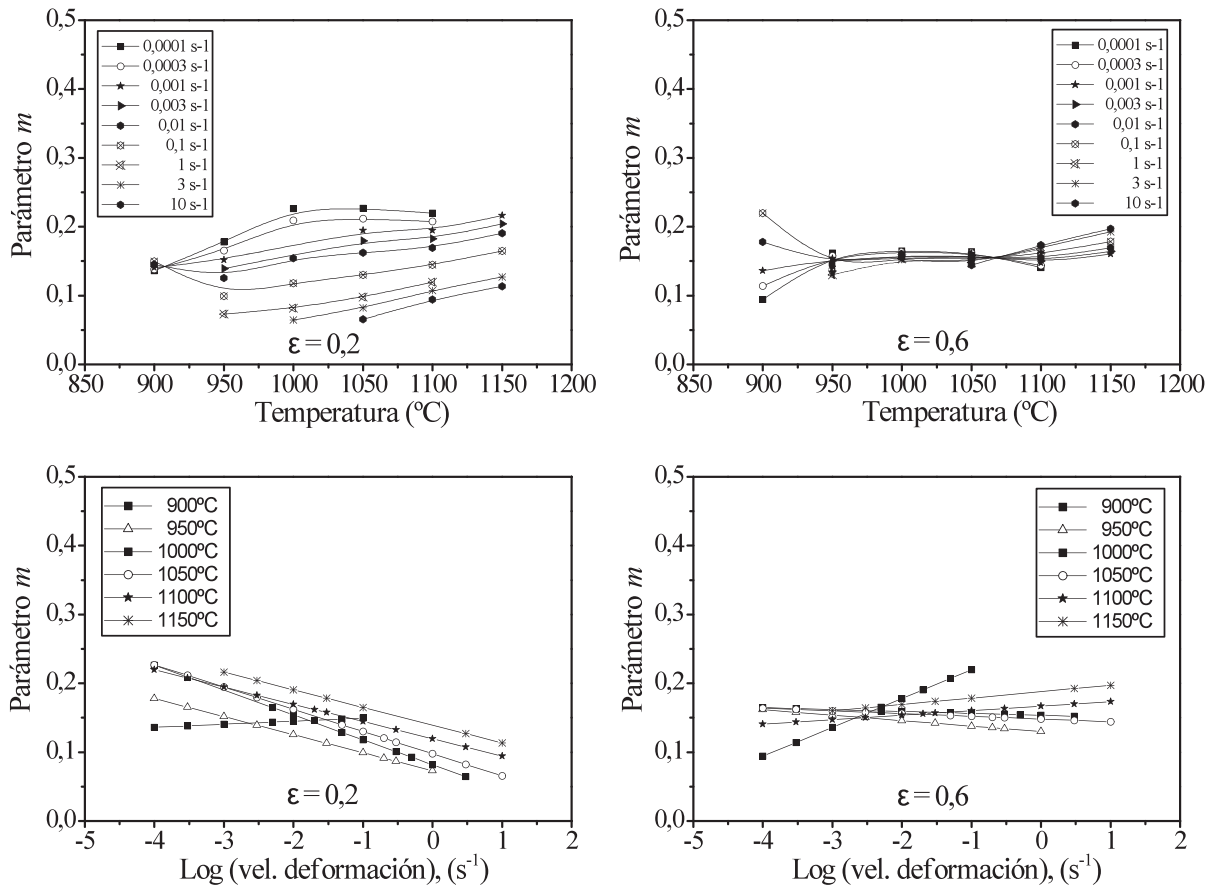 0,5
0,4
0,3
0,2
0,1
0,0
Parámetro m
0,0001 s-1
0,0003 s-1
0,001 s-1
0,003 s-1
0,01 s-1
0,1 s-1
1 s-1
3 s-1
10 s-1
ε = 0,2
850 900 950 1000 1050 1100 1150 1200
Temperatura (ºC)
0,5
0,4
0,3
0,2
0,1
0,0
Parámetro m
0,0001 s-1
0,0003 s-1
0,001 s-1
0,003 s-1
0,01 s-1
0,1 s-1
1 s-1
3 s-1
10 s-1
ε = 0,6
850 900 950 1000 1050 1100 1150 1200
Temperatura (ºC)
0,5
0,4
0,3
0,2
0,1
0,0
Parámetro m
900ºC
950ºC
1000ºC
1050ºC
1100ºC
1150ºC
ε = 0,2
-5 -4 -3 -2 -1 0 1 2
Log (vel. deformación), (s⁻¹)
0,5
0,4
0,3
0,2
0,1
0,0
Parámetro m
900ºC
950ºC
1000ºC
1050ºC
1100ºC
1150ºC
ε = 0,6
-5 -4 -3 -2 -1 0 1 2
Log (vel. deformación), (s⁻¹)